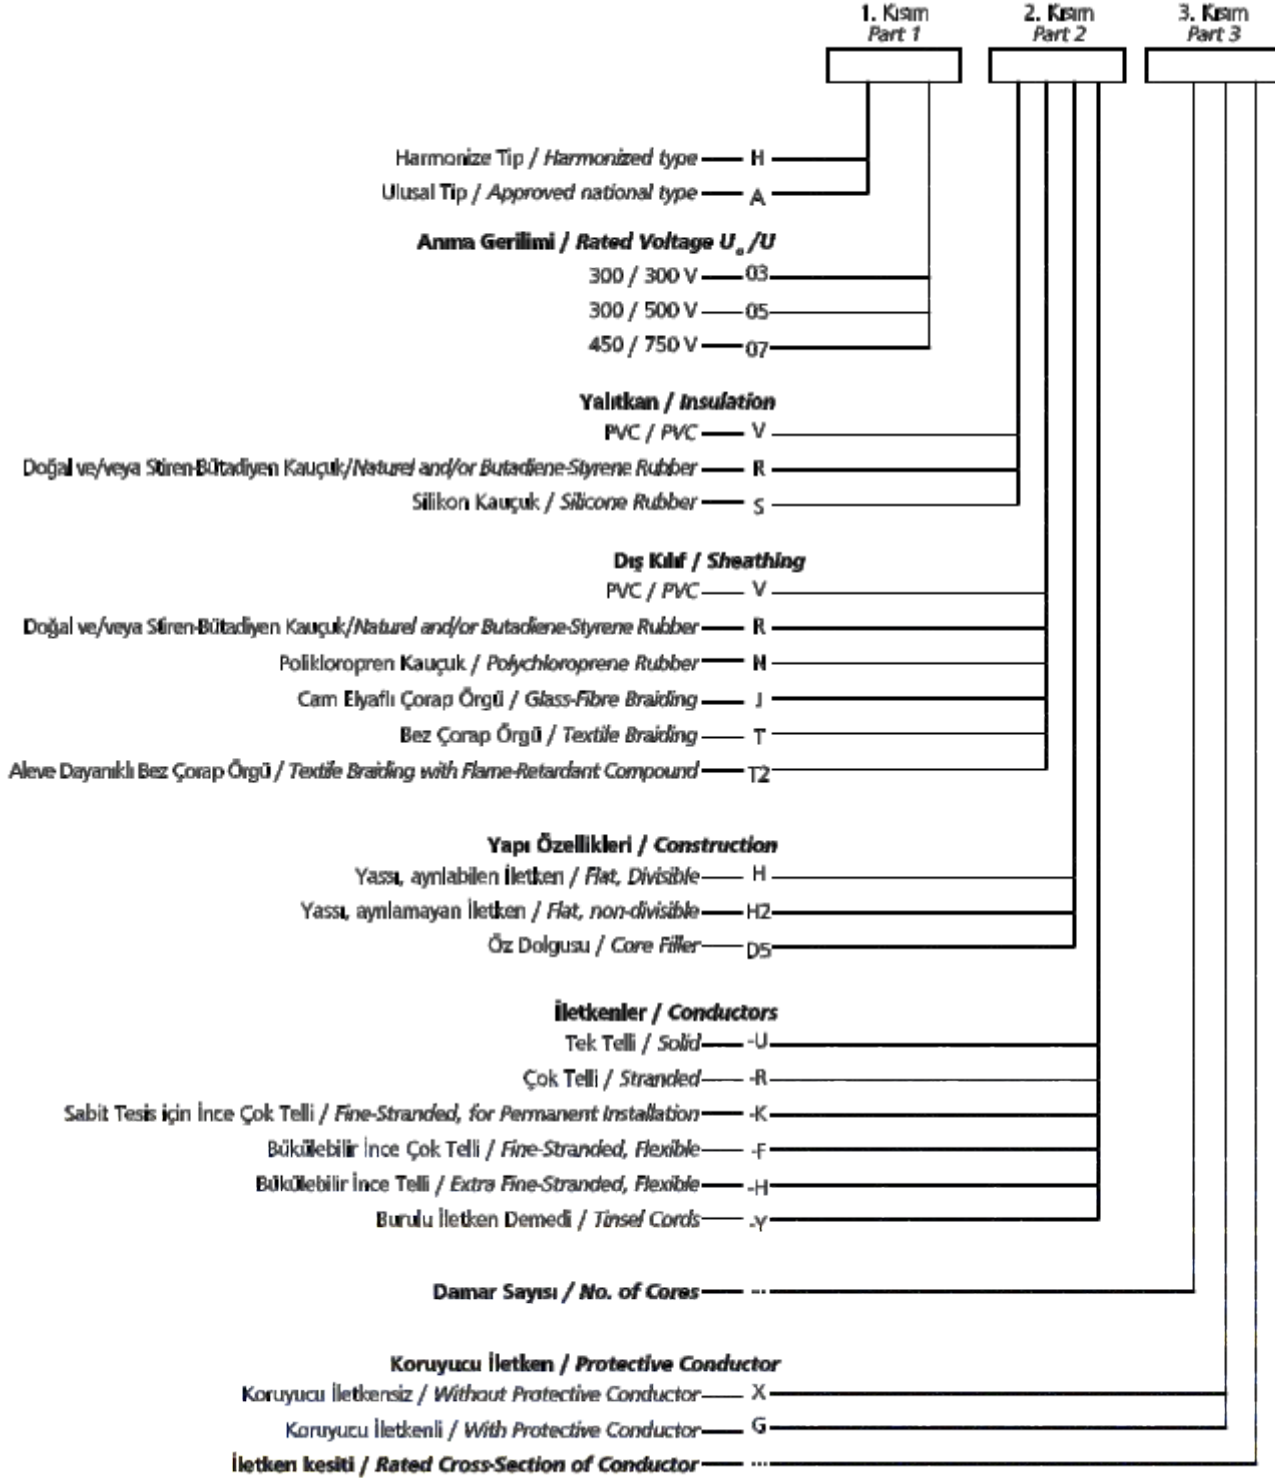 1. Kısım 2. Kısım 3. Kısım
Part 1 Part 2 Part 3
Harmonize Tip / Harmonized type H
Ulusal Tip / Approved national type A
Anma Gerilimi / Rated Voltage U₀/U
300 / 300 V 03
300 / 500 V 05
450 / 750 V 07
Yalıtkan / Insulation
PVC / PVC V
Doğal ve/veya Stiren-Bütadiyen Kauçuk/Naturel and/or Butadiene-Styrene Rubber R
Silikon Kauçuk / Silicone Rubber S
Dış Kılıf / Sheathing
PVC / PVC V
Doğal ve/veya Stiren-Bütadiyen Kauçuk/Naturel and/or Butadiene-Styrene Rubber R
Polikloropren Kauçuk / Polychloroprene Rubber N
Cam Elyaflı Çorap Örgü / Glass-Fibre Braiding J
Bez Çorap Örgü / Textile Braiding T
Aleve Dayanıklı Bez Çorap Örgü / Textile Braiding with Flame-Retardant Compound T2
Yapı Özellikleri / Construction
Yassı, ayrılabilen İletken / Flat, Divisible H
Yassı, ayrılamayan İletken / Flat, non-divisible H2
Öz Dolgusu / Core Filler D5
İletkenler / Conductors
Tek Telli / Solid -U
Çok Telli / Stranded -R
Sabit Tesis için İnce Çok Telli / Fine-Stranded, for Permanent Installation -K
Bükülebilir İnce Çok Telli / Fine-Stranded, Flexible -F
Bükülebilir İnce Telli / Extra Fine-Stranded, Flexible -H
Burulu İletken Demedi / Tinsel Cords -Y
Damar Sayısı / No. of Cores ...
Koruyucu İletken / Protective Conductor
Koruyucu İletkensiz / Without Protective Conductor X
Koruyucu İletkenli / With Protective Conductor G
İletken kesiti / Rated Cross-Section of Conductor ...